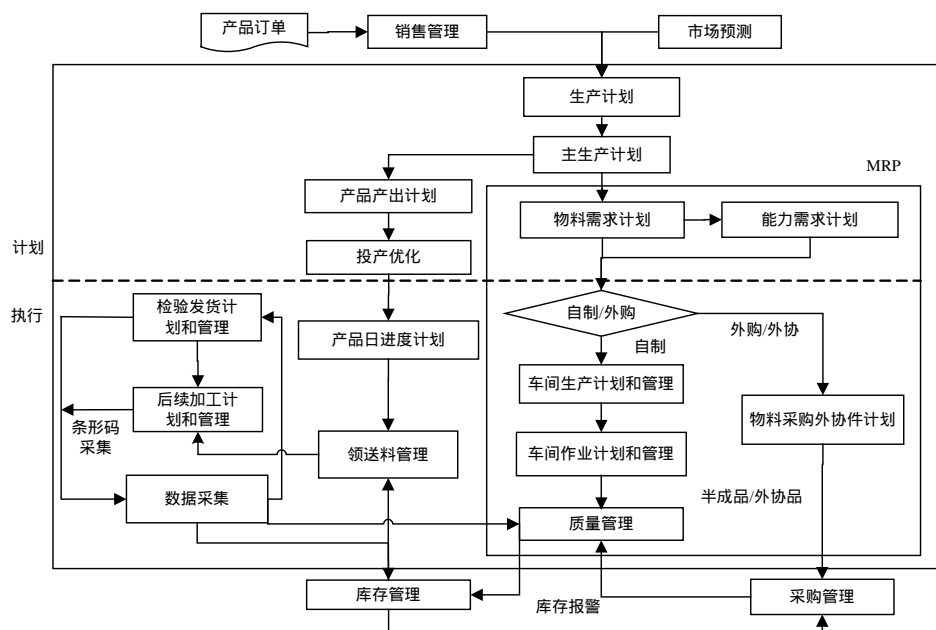 产品订单
销售管理
市场预测
生产计划
主生产计划
MRP
产品产出计划
物料需求计划
能力需求计划
计划
投产优化
执行
检验发货计
划和管理
自制/外购
外购/外协
产品日进度计划
自制
车间生产计划和管理
后续加工计
划和管理
物料采购外协件计划
条形码
采集
领送料管理
车间作业计划和管理
数据采集
半成品/外协品
质量管理
库存管理
库存报警
采购管理